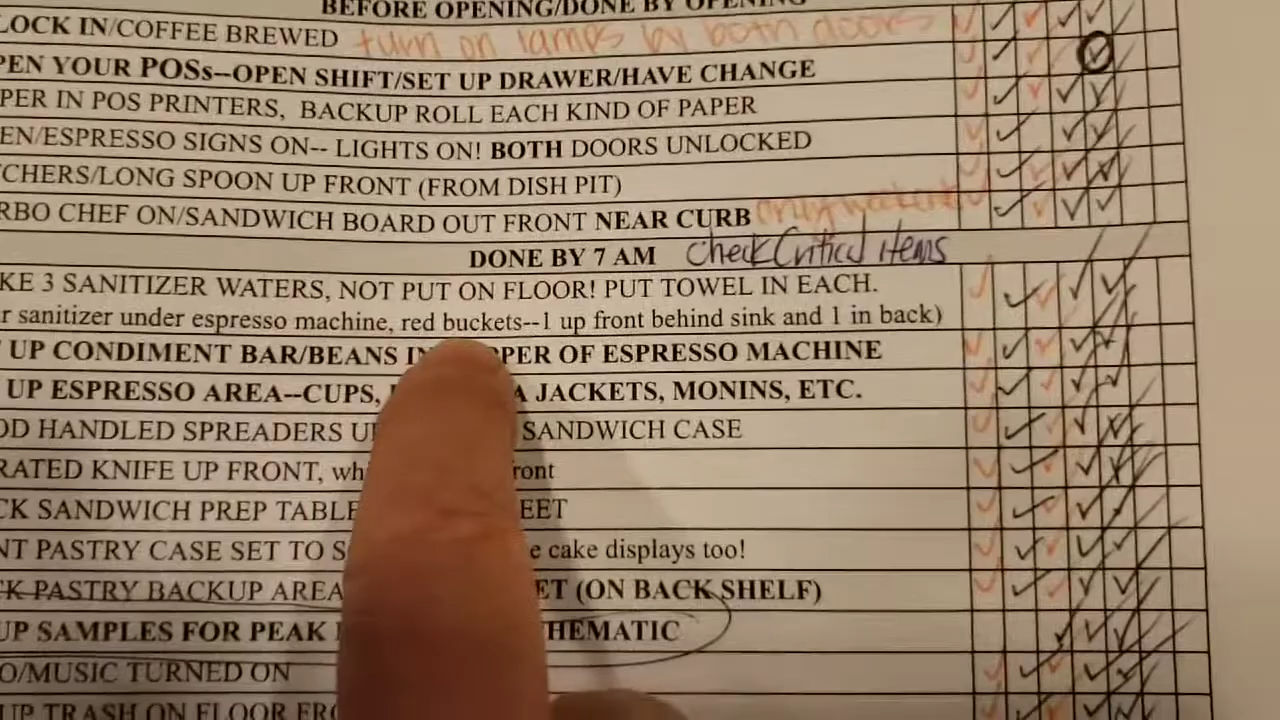 BEFORE OPENING/DONE BY OPENING
LOCK IN/COFFEE BREWED turn on lamps by both doors
PEN YOUR POSs--OPEN SHIFT/SET UP DRAWER/HAVE CHANGE
PER IN POS PRINTERS, BACKUP ROLL EACH KIND OF PAPER
EN/ESPRESSO SIGNS ON-- LIGHTS ON! BOTH DOORS UNLOCKED
TCHERS/LONG SPOON UP FRONT (FROM DISH PIT)
RBO CHEF ON/SANDWICH BOARD OUT FRONT NEAR CURB
DONE BY 7 AM Check Critical Items
KE 3 SANITIZER WATERS, NOT PUT ON FLOOR! PUT TOWEL IN EACH.
r sanitizer under espresso machine, red buckets--1 up front behind sink and 1 in back)
UP CONDIMENT BAR/BEANS IN PER OF ESPRESSO MACHINE
UP ESPRESSO AREA--CUPS, A JACKETS, MONINS, ETC.
OD HANDLED SPREADERS SANDWICH CASE
RATED KNIFE UP FRONT, ront
CK SANDWICH PREP TABLE EET
NT PASTRY CASE SET TO e cake displays too!
CK PASTRY BACKUP AREA ET (ON BACK SHELF)
UP SAMPLES FOR PEAK HEMATIC
O/MUSIC TURNED ON
UP TRASH ON FLOOR